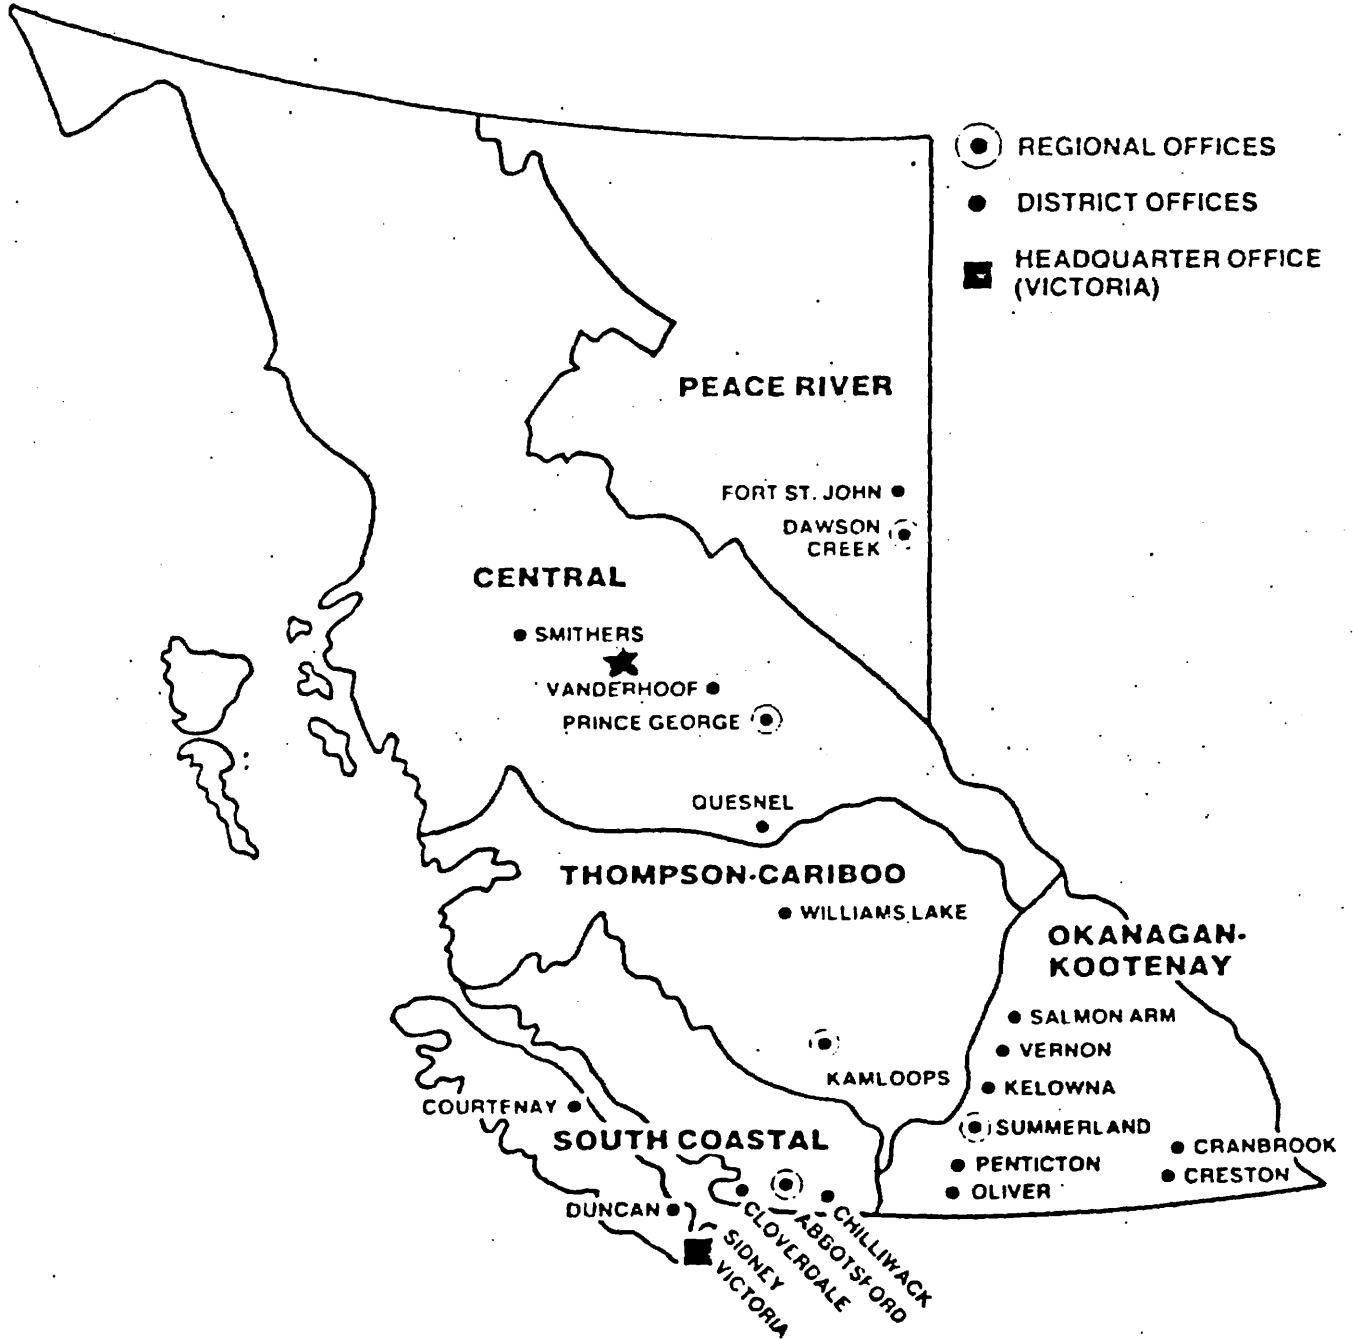 REGIONAL OFFICES
DISTRICT OFFICES
HEADQUARTER OFFICE
(VICTORIA)
PEACE RIVER
FORT ST. JOHN
DAWSON
CREEK
CENTRAL
SMITHERS
VANDERHOOF
PRINCE GEORGE
QUESNEL
THOMPSON-CARIBOO
WILLIAMS LAKE
OKANAGAN-
KOOTENAY
SALMON ARM
VERNON
KAMLOOPS
KELOWNA
COURTENAY
SUMMERLAND
SOUTH COASTAL
CRANBROOK
PENTICTON
CRESTON
OLIVER
DUNCAN
SIDNEY
VICTORIA
CLOVERDALE
ABBOTSFORD
CHILLIWACK